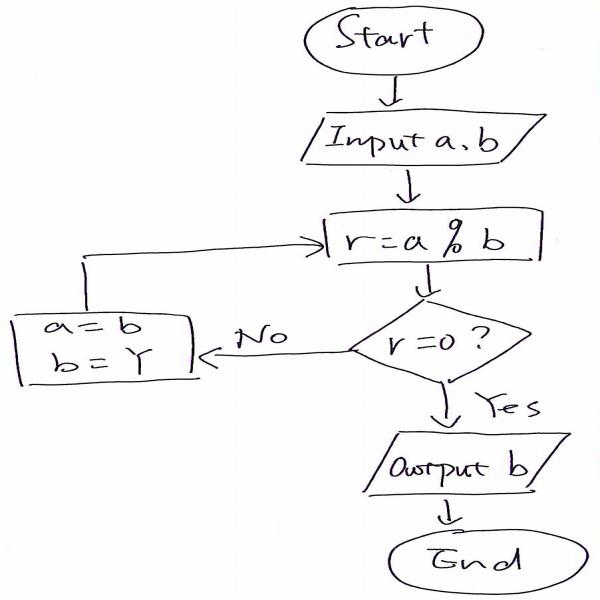 Start
Input a, b
r = a % b
r = 0 ?
No
a = b
b = r
Yes
Output b
End